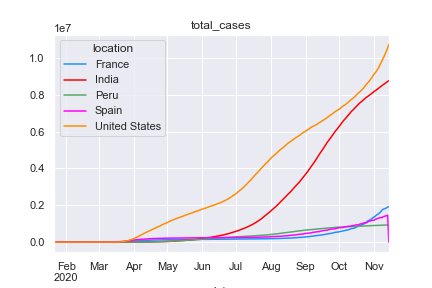 total_cases
1e7
location
France
India
Peru
Spain
United States
1.0
0.8
0.6
0.4
0.2
0.0
Feb Mar Apr May Jun Jul Aug Sep Oct Nov
2020